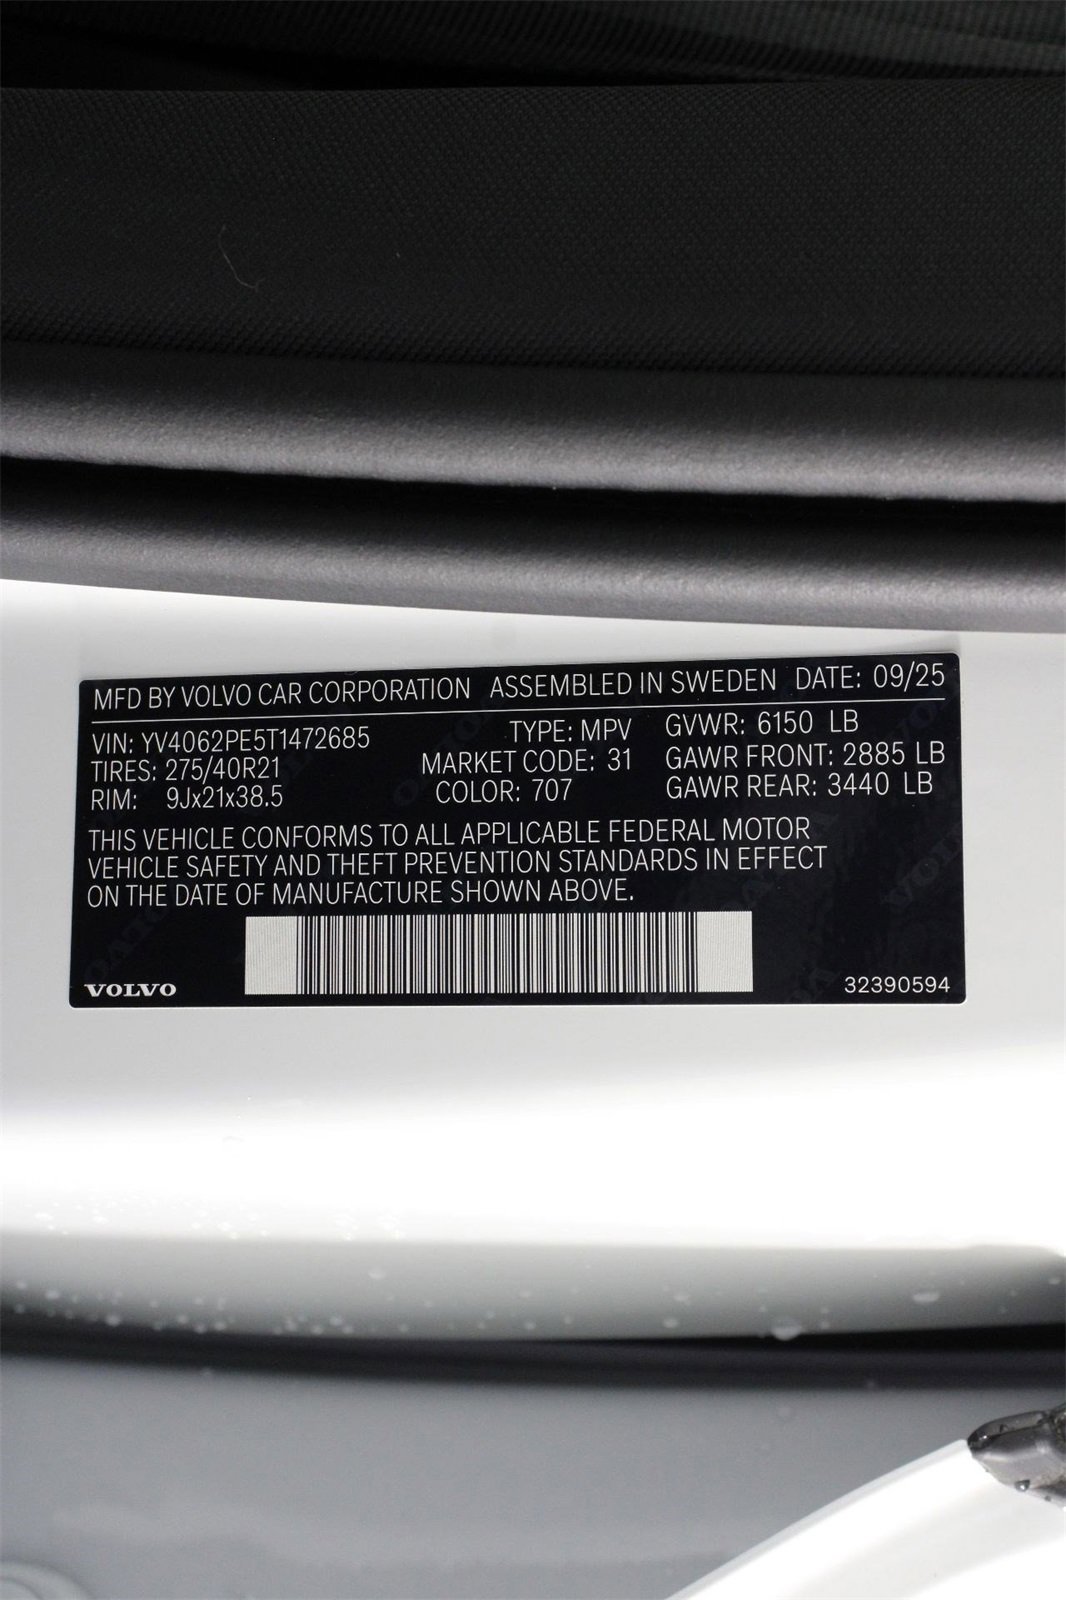 MFD BY VOLVO CAR CORPORATION ASSEMBLED IN SWEDEN DATE: 09/25
VIN: YV4062PE5T1472685 TYPE: MPV GVWR: 6150 LB
TIRES: 275/40R21 MARKET CODE: 31 GAWR FRONT: 2885 LB
RIM: 9Jx21x38.5 COLOR: 707 GAWR REAR: 3440 LB
THIS VEHICLE CONFORMS TO ALL APPLICABLE FEDERAL MOTOR
VEHICLE SAFETY AND THEFT PREVENTION STANDARDS IN EFFECT
ON THE DATE OF MANUFACTURE SHOWN ABOVE.
VOLVO 32390594